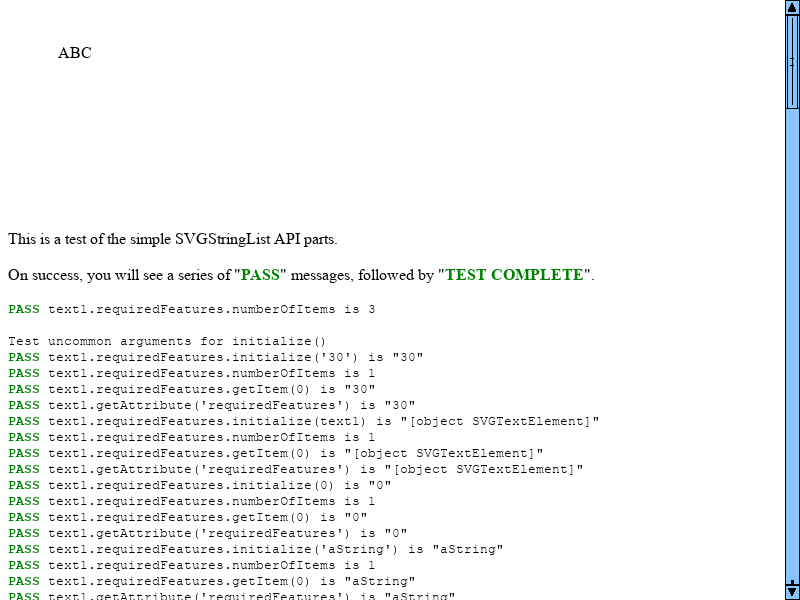 ABC
This is a test of the simple SVGStringList API parts.
On success, you will see a series of "PASS" messages, followed by "TEST COMPLETE".
PASS text1.requiredFeatures.numberOfItems is 3
Test uncommon arguments for initialize()
PASS text1.requiredFeatures.initialize('30') is "30"
PASS text1.requiredFeatures.numberOfItems is 1
PASS text1.requiredFeatures.getItem(0) is "30"
PASS text1.getAttribute('requiredFeatures') is "30"
PASS text1.requiredFeatures.initialize(text1) is "[object SVGTextElement]"
PASS text1.requiredFeatures.numberOfItems is 1
PASS text1.requiredFeatures.getItem(0) is "[object SVGTextElement]"
PASS text1.getAttribute('requiredFeatures') is "[object SVGTextElement]"
PASS text1.requiredFeatures.initialize(0) is "0"
PASS text1.requiredFeatures.numberOfItems is 1
PASS text1.requiredFeatures.getItem(0) is "0"
PASS text1.getAttribute('requiredFeatures') is "0"
PASS text1.requiredFeatures.initialize('aString') is "aString"
PASS text1.requiredFeatures.numberOfItems is 1
PASS text1.requiredFeatures.getItem(0) is "aString"
PASS text1.getAttribute('requiredFeatures') is "aString"